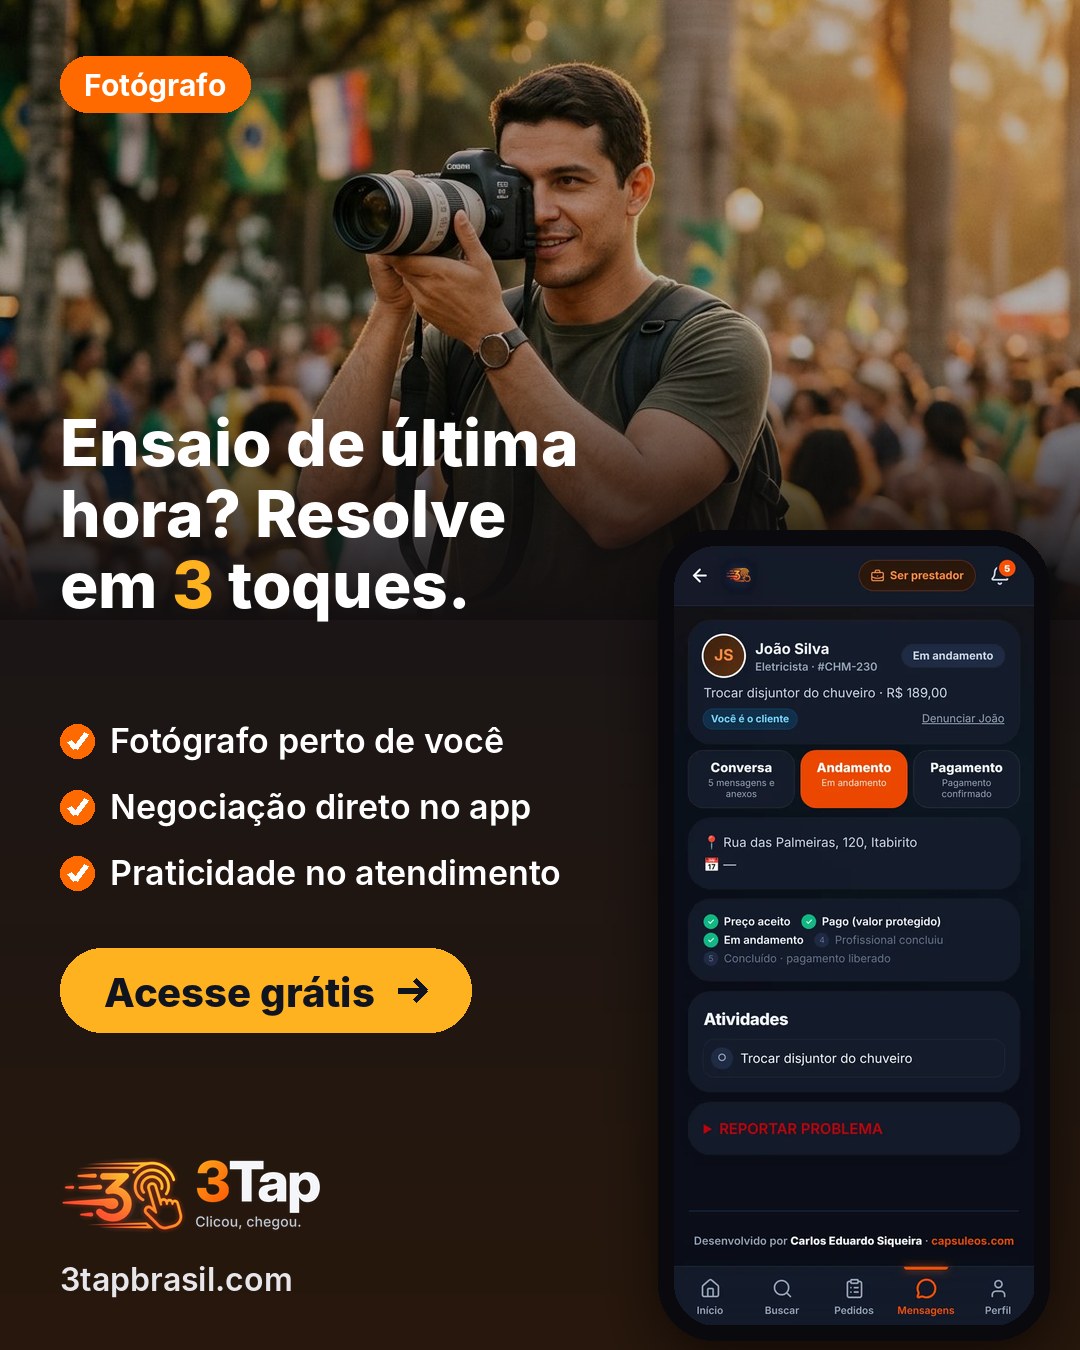 Fotógrafo
Canon
Ensaio de última
hora? Resolve
em 3 toques.
Fotógrafo perto de você
Negociação direto no app
Praticidade no atendimento
Acesse grátis →
3
3Tap
Clicou, chegou.
3tapbrasil.com
3
Ser prestador
5
JS
João Silva
Eletricista · #CHM-230
Em andamento
Trocar disjuntor do chuveiro · R$ 189,00
Você é o cliente
Denunciar João
Conversa
5 mensagens e
anexos
Andamento
Em andamento
Pagamento
Pagamento
confirmado
Rua das Palmeiras, 120, Itabirito
17 —
Preço aceito
Pago (valor protegido)
Em andamento
4 Profissional concluiu
5 Concluído · pagamento liberado
Atividades
Trocar disjuntor do chuveiro
REPORTAR PROBLEMA
Desenvolvido por Carlos Eduardo Siqueira · capsuleos.com
Início
Buscar
Pedidos
Mensagens
Perfil